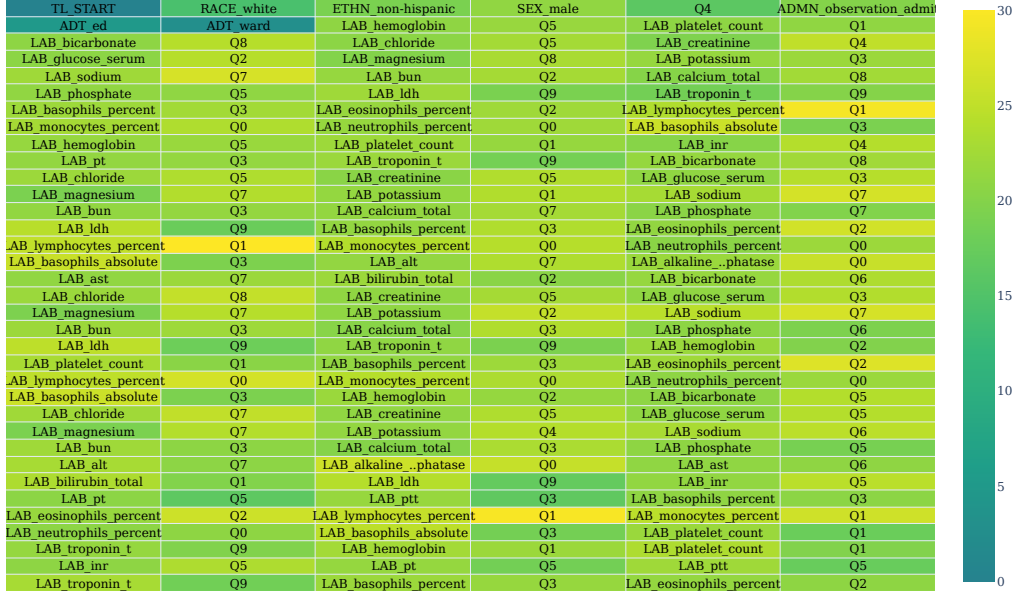 TL_START RACE_white ETHN_non-hispanic SEX_male Q4 ADMN_observation_admit
ADT_ed ADT_ward LAB_hemoglobin Q5 LAB_platelet_count Q1
LAB_bicarbonate Q8 LAB_chloride Q5 LAB_creatinine Q4
LAB_glucose_serum Q2 LAB_magnesium Q8 LAB_potassium Q3
LAB_sodium Q7 LAB_bun Q2 LAB_calcium_total Q8
LAB_phosphate Q5 LAB_ldh Q9 LAB_troponin_t Q9
LAB_basophils_percent Q3 LAB_eosinophils_percent Q2 LAB_lymphocytes_percent Q1
LAB_monocytes_percent Q0 LAB_neutrophils_percent Q0 LAB_basophils_absolute Q3
LAB_hemoglobin Q5 LAB_platelet_count Q1 LAB_inr Q4
LAB_pt Q3 LAB_troponin_t Q9 LAB_bicarbonate Q8
LAB_chloride Q5 LAB_creatinine Q5 LAB_glucose_serum Q3
LAB_magnesium Q7 LAB_potassium Q1 LAB_sodium Q7
LAB_bun Q3 LAB_calcium_total Q7 LAB_phosphate Q7
LAB_ldh Q9 LAB_basophils_percent Q3 LAB_eosinophils_percent Q2
LAB_lymphocytes_percent Q1 LAB_monocytes_percent Q0 LAB_neutrophils_percent Q0
LAB_basophils_absolute Q3 LAB_alt Q7 LAB_alkaline_..phatase Q0
LAB_ast Q7 LAB_bilirubin_total Q2 LAB_bicarbonate Q6
LAB_chloride Q8 LAB_creatinine Q5 LAB_glucose_serum Q3
LAB_magnesium Q7 LAB_potassium Q2 LAB_sodium Q7
LAB_bun Q3 LAB_calcium_total Q3 LAB_phosphate Q6
LAB_ldh Q9 LAB_troponin_t Q9 LAB_hemoglobin Q2
LAB_platelet_count Q1 LAB_basophils_percent Q3 LAB_eosinophils_percent Q2
LAB_lymphocytes_percent Q0 LAB_monocytes_percent Q0 LAB_neutrophils_percent Q0
LAB_basophils_absolute Q3 LAB_hemoglobin Q2 LAB_bicarbonate Q5
LAB_chloride Q7 LAB_creatinine Q5 LAB_glucose_serum Q5
LAB_magnesium Q7 LAB_potassium Q4 LAB_sodium Q6
LAB_bun Q3 LAB_calcium_total Q3 LAB_phosphate Q5
LAB_alt Q7 LAB_alkaline_..phatase Q0 LAB_ast Q6
LAB_bilirubin_total Q1 LAB_ldh Q9 LAB_inr Q5
LAB_pt Q5 LAB_ptt Q3 LAB_basophils_percent Q3
LAB_eosinophils_percent Q2 LAB_lymphocytes_percent Q1 LAB_monocytes_percent Q1
LAB_neutrophils_percent Q0 LAB_basophils_absolute Q3 LAB_platelet_count Q1
LAB_troponin_t Q9 LAB_hemoglobin Q1 LAB_platelet_count Q1
LAB_inr Q5 LAB_pt Q5 LAB_ptt Q5
LAB_troponin_t Q9 LAB_basophils_percent Q3 LAB_eosinophils_percent Q2
30
25
20
15
10
5
0